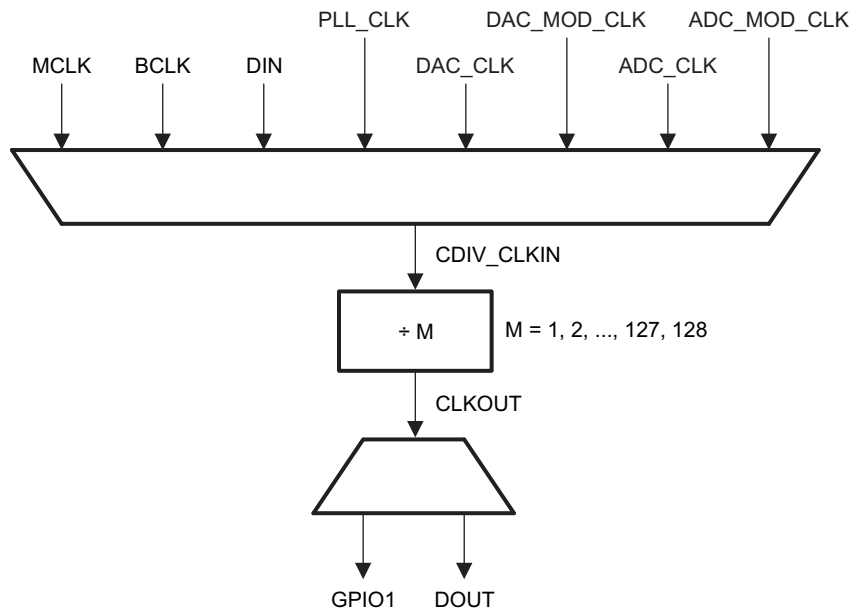 PLL_CLK DAC_MOD_CLK ADC_MOD_CLK
MCLK BCLK DIN DAC_CLK ADC_CLK
CDIV_CLKIN
÷ M M = 1, 2, ..., 127, 128
CLKOUT
GPIO1 DOUT